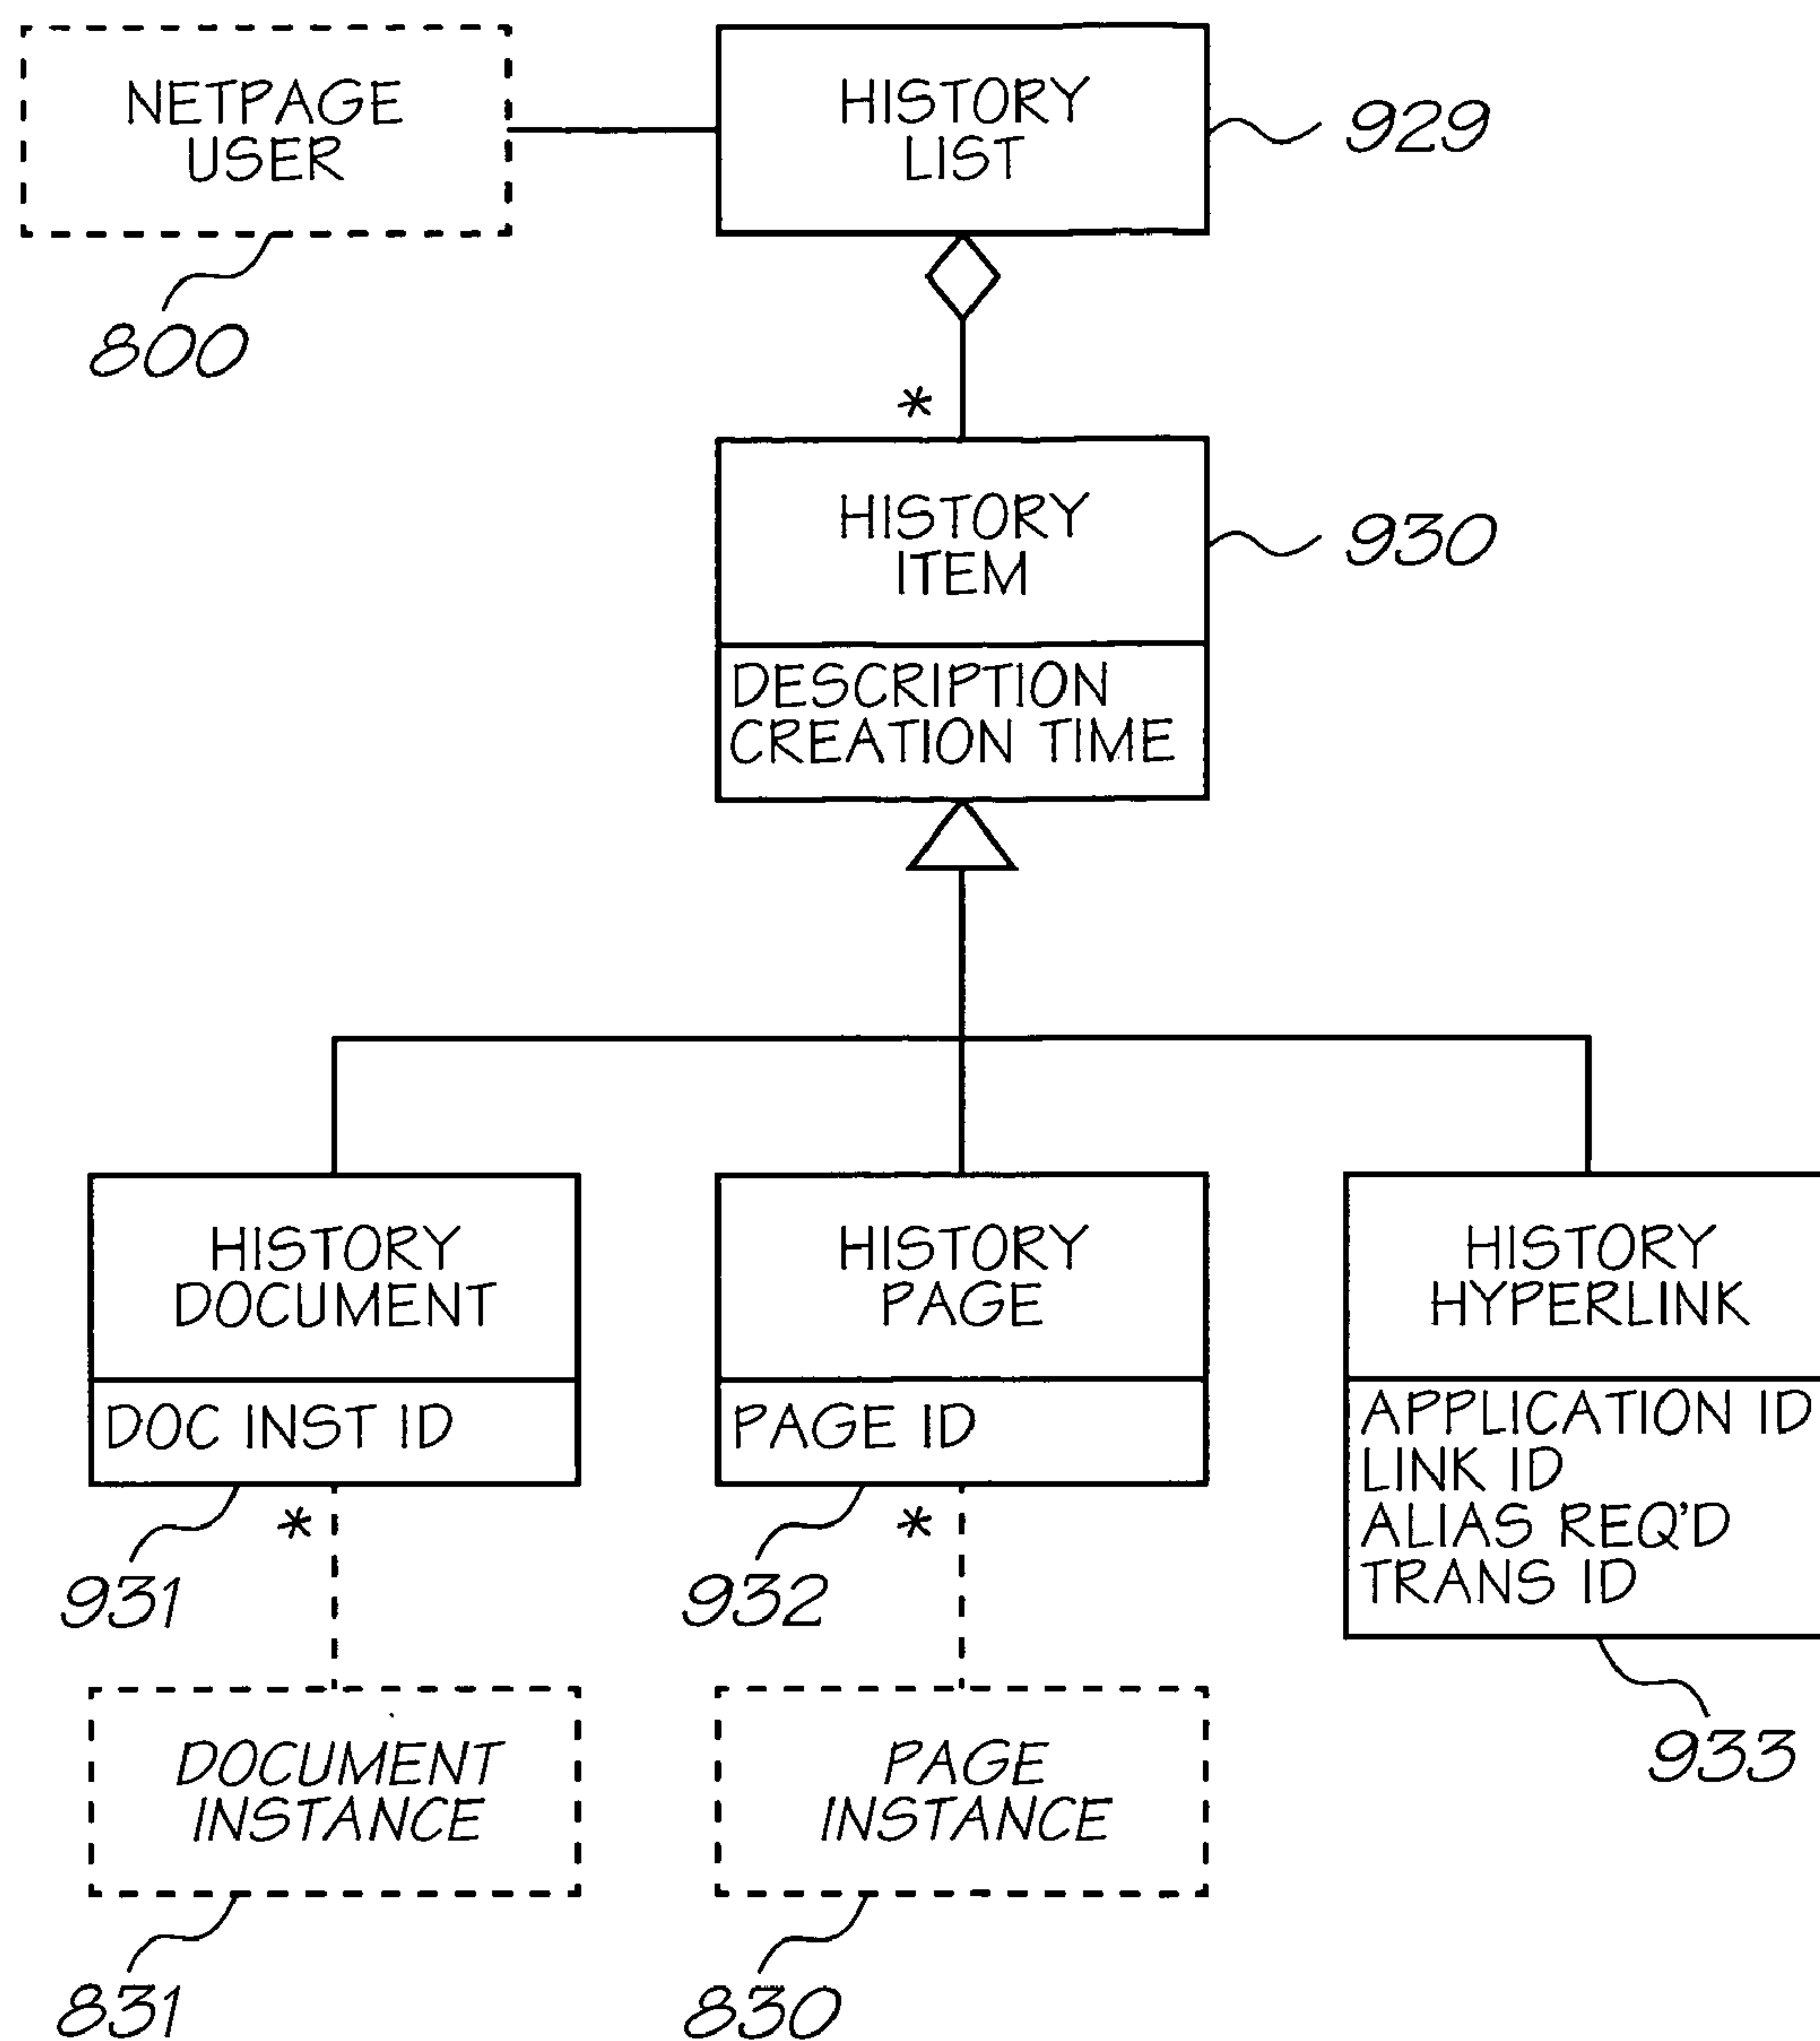 NETPAGE
USER
800
HISTORY
LIST
929
*
HISTORY
ITEM
930
DESCRIPTION
CREATION TIME
HISTORY
DOCUMENT
DOC INST ID
*
931
HISTORY
PAGE
PAGE ID
*
932
HISTORY
HYPERLINK
APPLICATION ID
LINK ID
ALIAS REQ'D
TRANS ID
933
DOCUMENT
INSTANCE
831
PAGE
INSTANCE
830